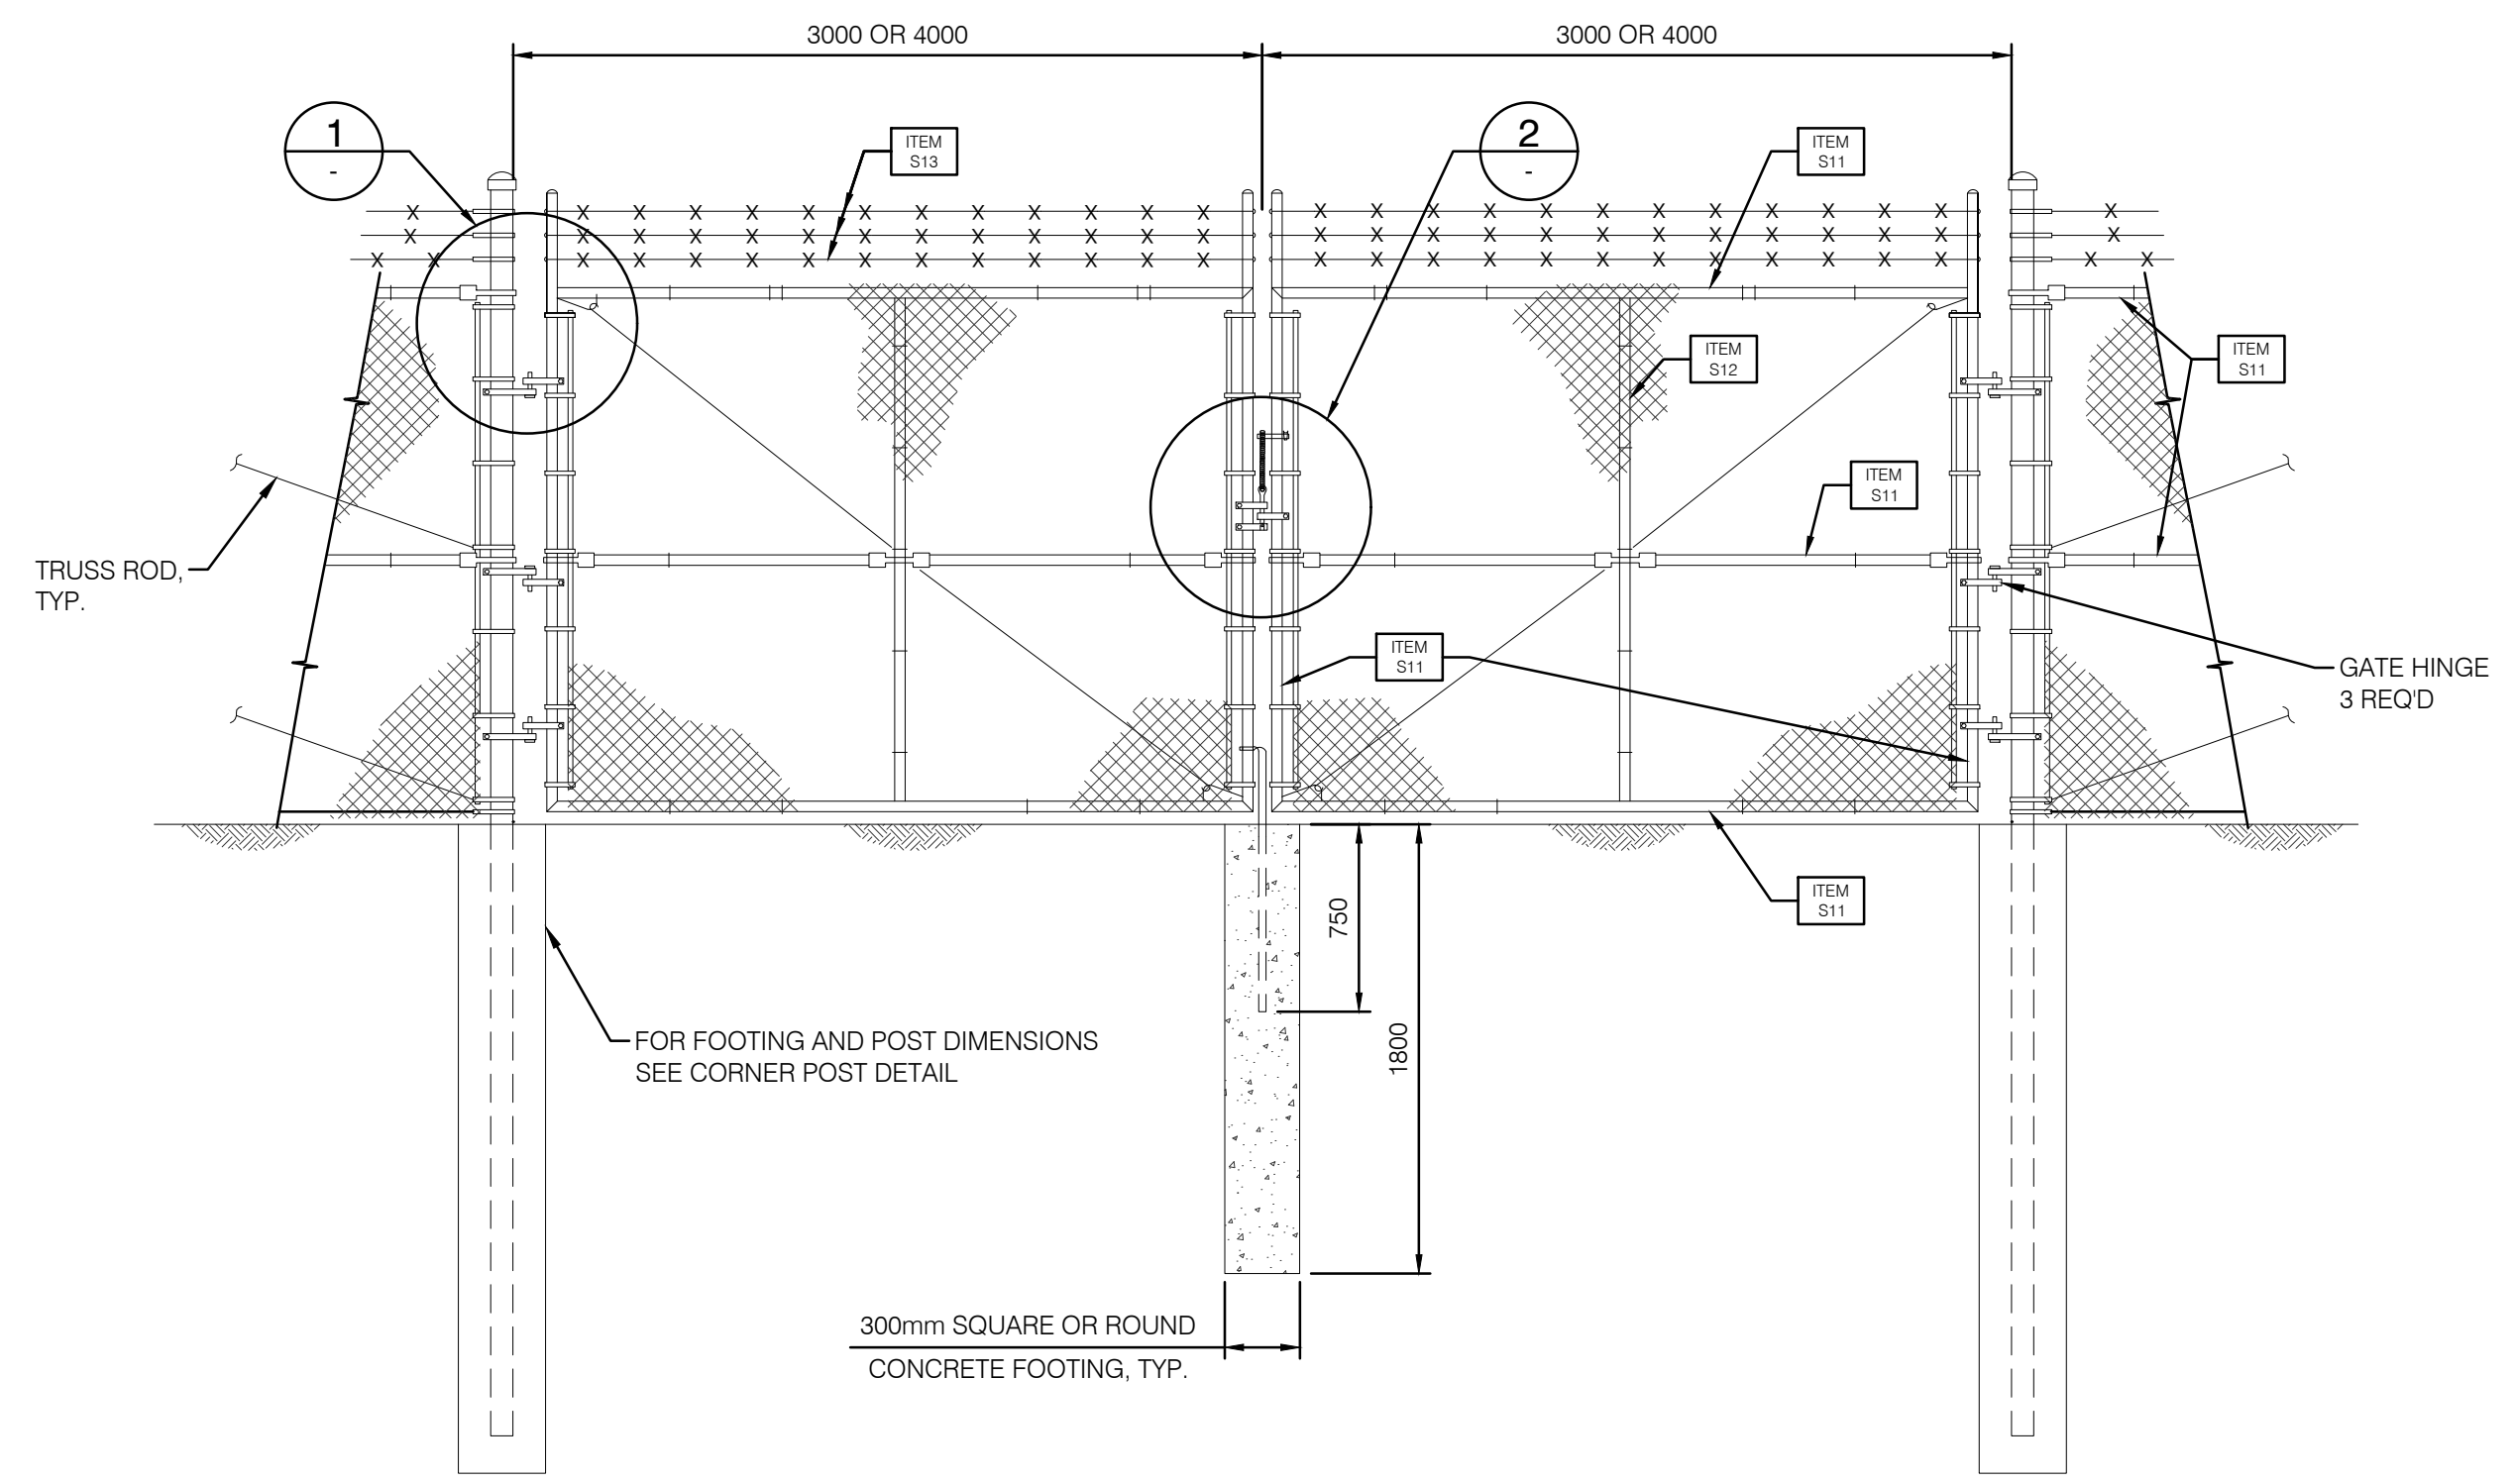 3000 OR 4000
3000 OR 4000
1
-
ITEM
S13
2
-
ITEM
S11
ITEM
S12
ITEM
S11
ITEM
S11
TRUSS ROD,
TYP.
ITEM
S11
GATE HINGE
3 REQ'D
ITEM
S11
750
FOR FOOTING AND POST DIMENSIONS
SEE CORNER POST DETAIL
1800
300mm SQUARE OR ROUND
CONCRETE FOOTING, TYP.